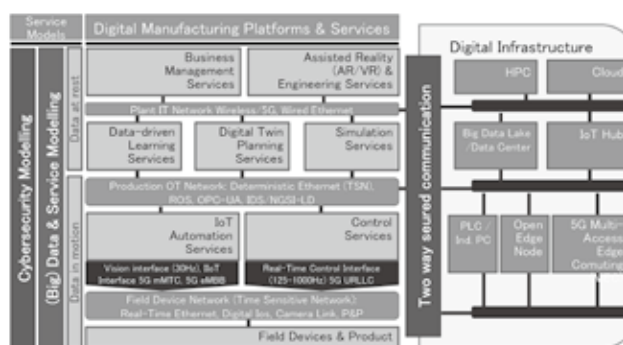 Service
Models
Digital Manufacturing Platforms & Services
Cybersecurity Modelling
(Big) Data & Service Modelling
Data at rest
Data in motion
Business
Management
Services
Assisted Reality
(AR/VR) &
Engineering Services
Plant IT Network Wireless/5G, Wired Ethernet
Data-driven
Learning
Services
Digital Twin
Planning
Services
Simulation
Services
Production OT Network: Deterministic Ethernet (TSN),
ROS, OPC-UA, IDS/NGSI-LD
IoT
Automation
Services
Control
Services
Vision interface (30Hz), IIoT
Interface 5G mMTC, 5G eMBB
Real-Time Control Interface
(125-1000Hz) 5G URLLC
Field Device Network (Time Sensitive Network):
Real-Time Ethernet, Digital Ios, Camera Link, P&P
Field Devices & Product
Two way seured communication
Digital Infrastructure
HPC
Cloud
Big Data Lake
/Data Center
IoT Hub
PLC /
Ind. PC
Open
Edge
Node
5G Multi-
Access
Edge
Comuting